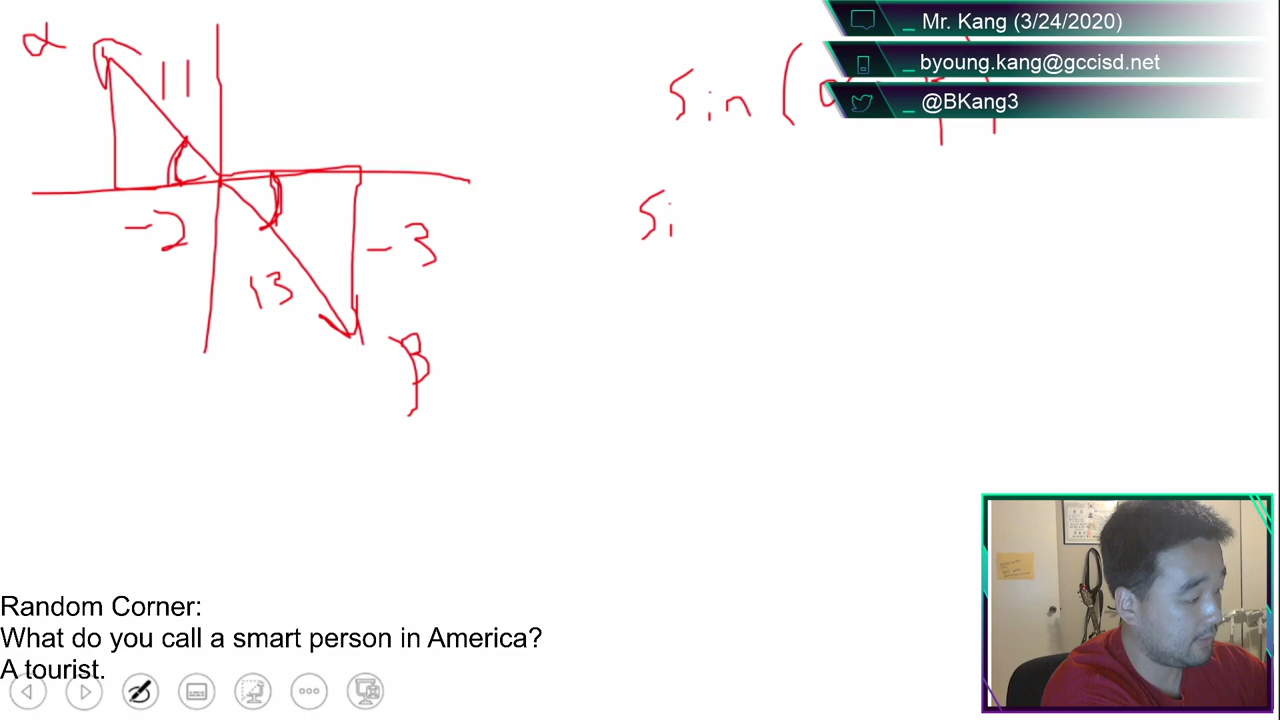 _ Mr. Kang (3/24/2020)
_ byoung.kang@gccisd.net
_ @BKang3
α
11
-2
-3
13
β
Sin (
Si
Random Corner:
What do you call a smart person in America?
A tourist.